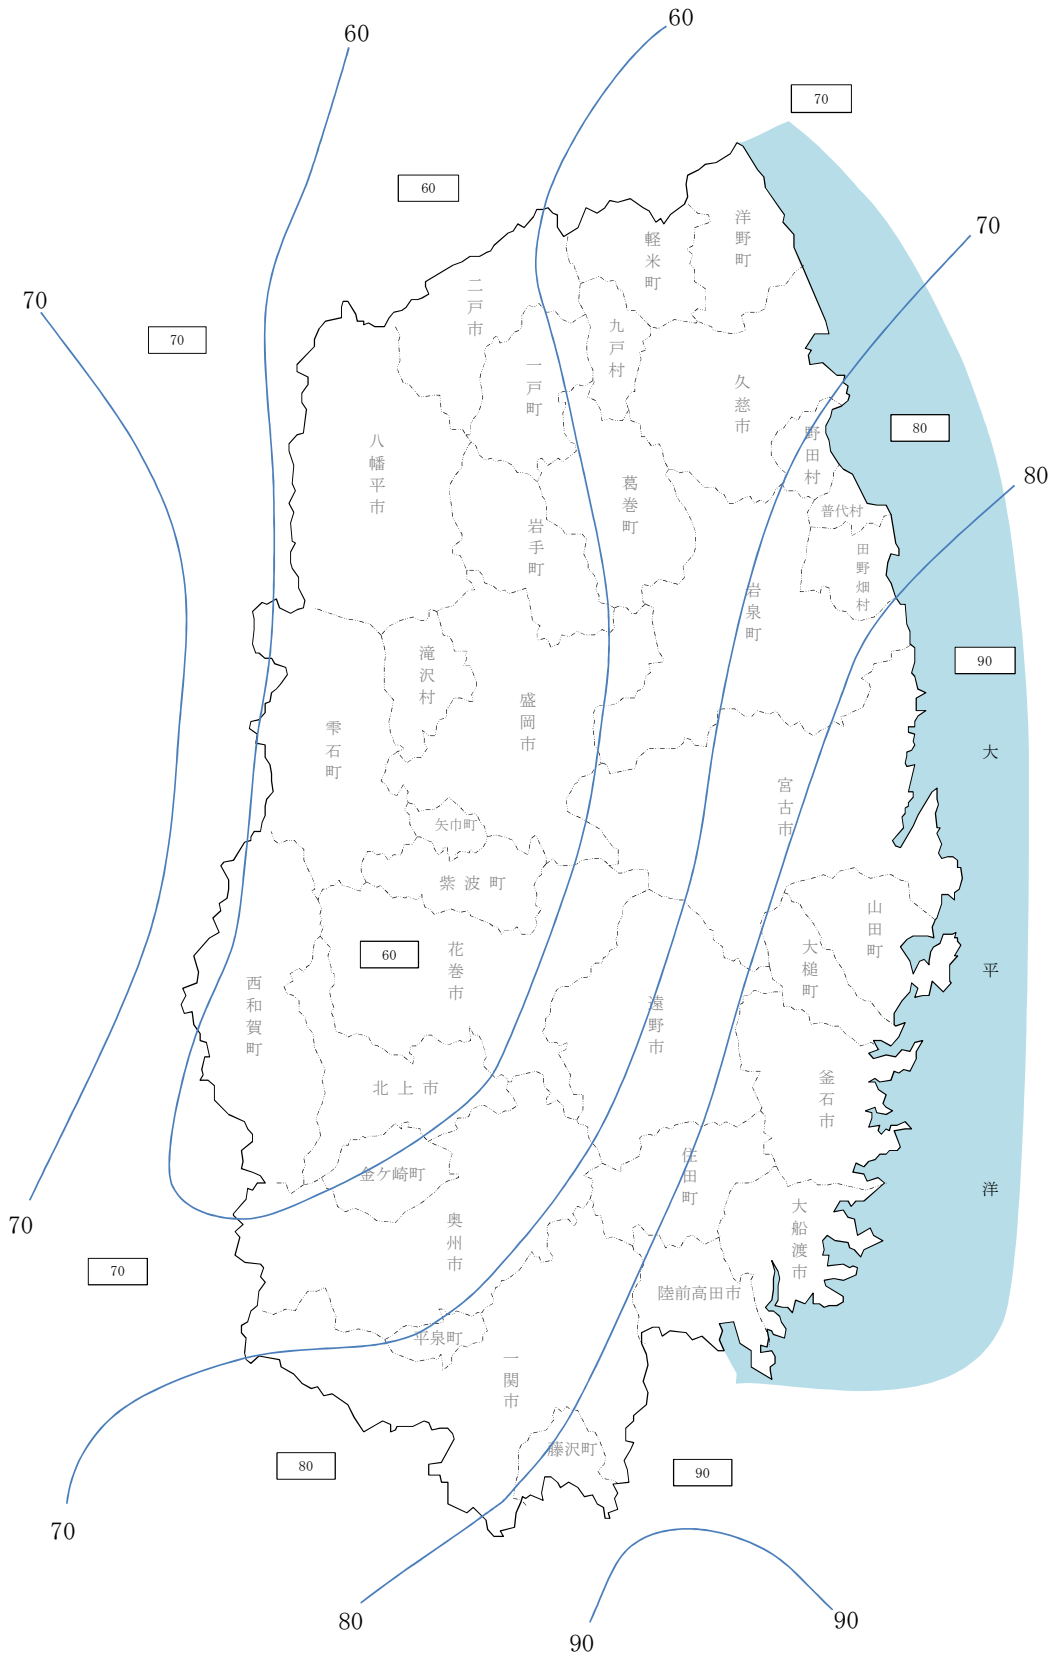 60
60
70
60
洋野町
軽米町
70
二戸市
70
九戸村
70
一戸町
久慈市
80
八幡平市
野田村
80
葛巻町
普代村
岩手町
田野畑村
岩泉町
滝沢村
90
盛岡市
雫石町
大
宮古市
矢巾町
紫波町
山田町
60
花巻市
大槌町
平
西和賀町
遠野市
北上市
釜石市
住田町
金ケ崎町
洋
70
奥州市
大船渡市
70
陸前高田市
平泉町
一関市
藤沢町
80
90
70
80
90
90